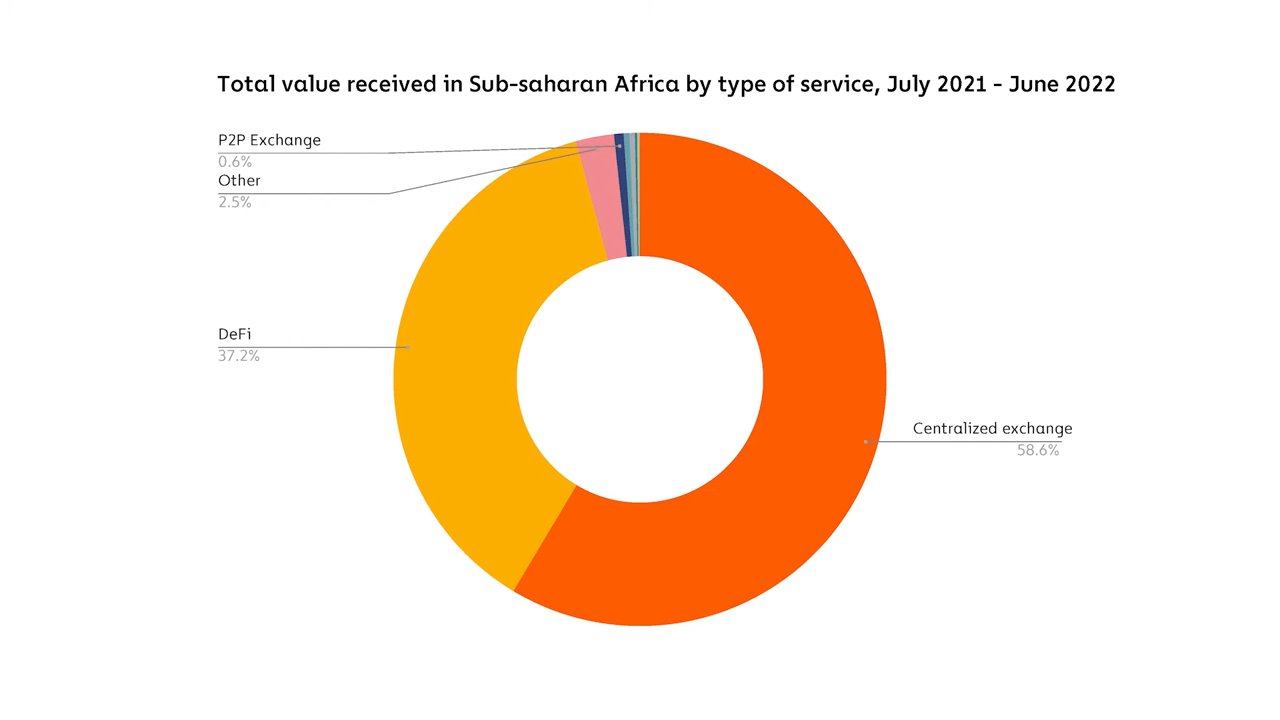 Total value received in Sub-saharan Africa by type of service, July 2021 - June 2022
P2P Exchange
0.6%
Other
2.5%
DeFi
37.2%
Centralized exchange
58.6%